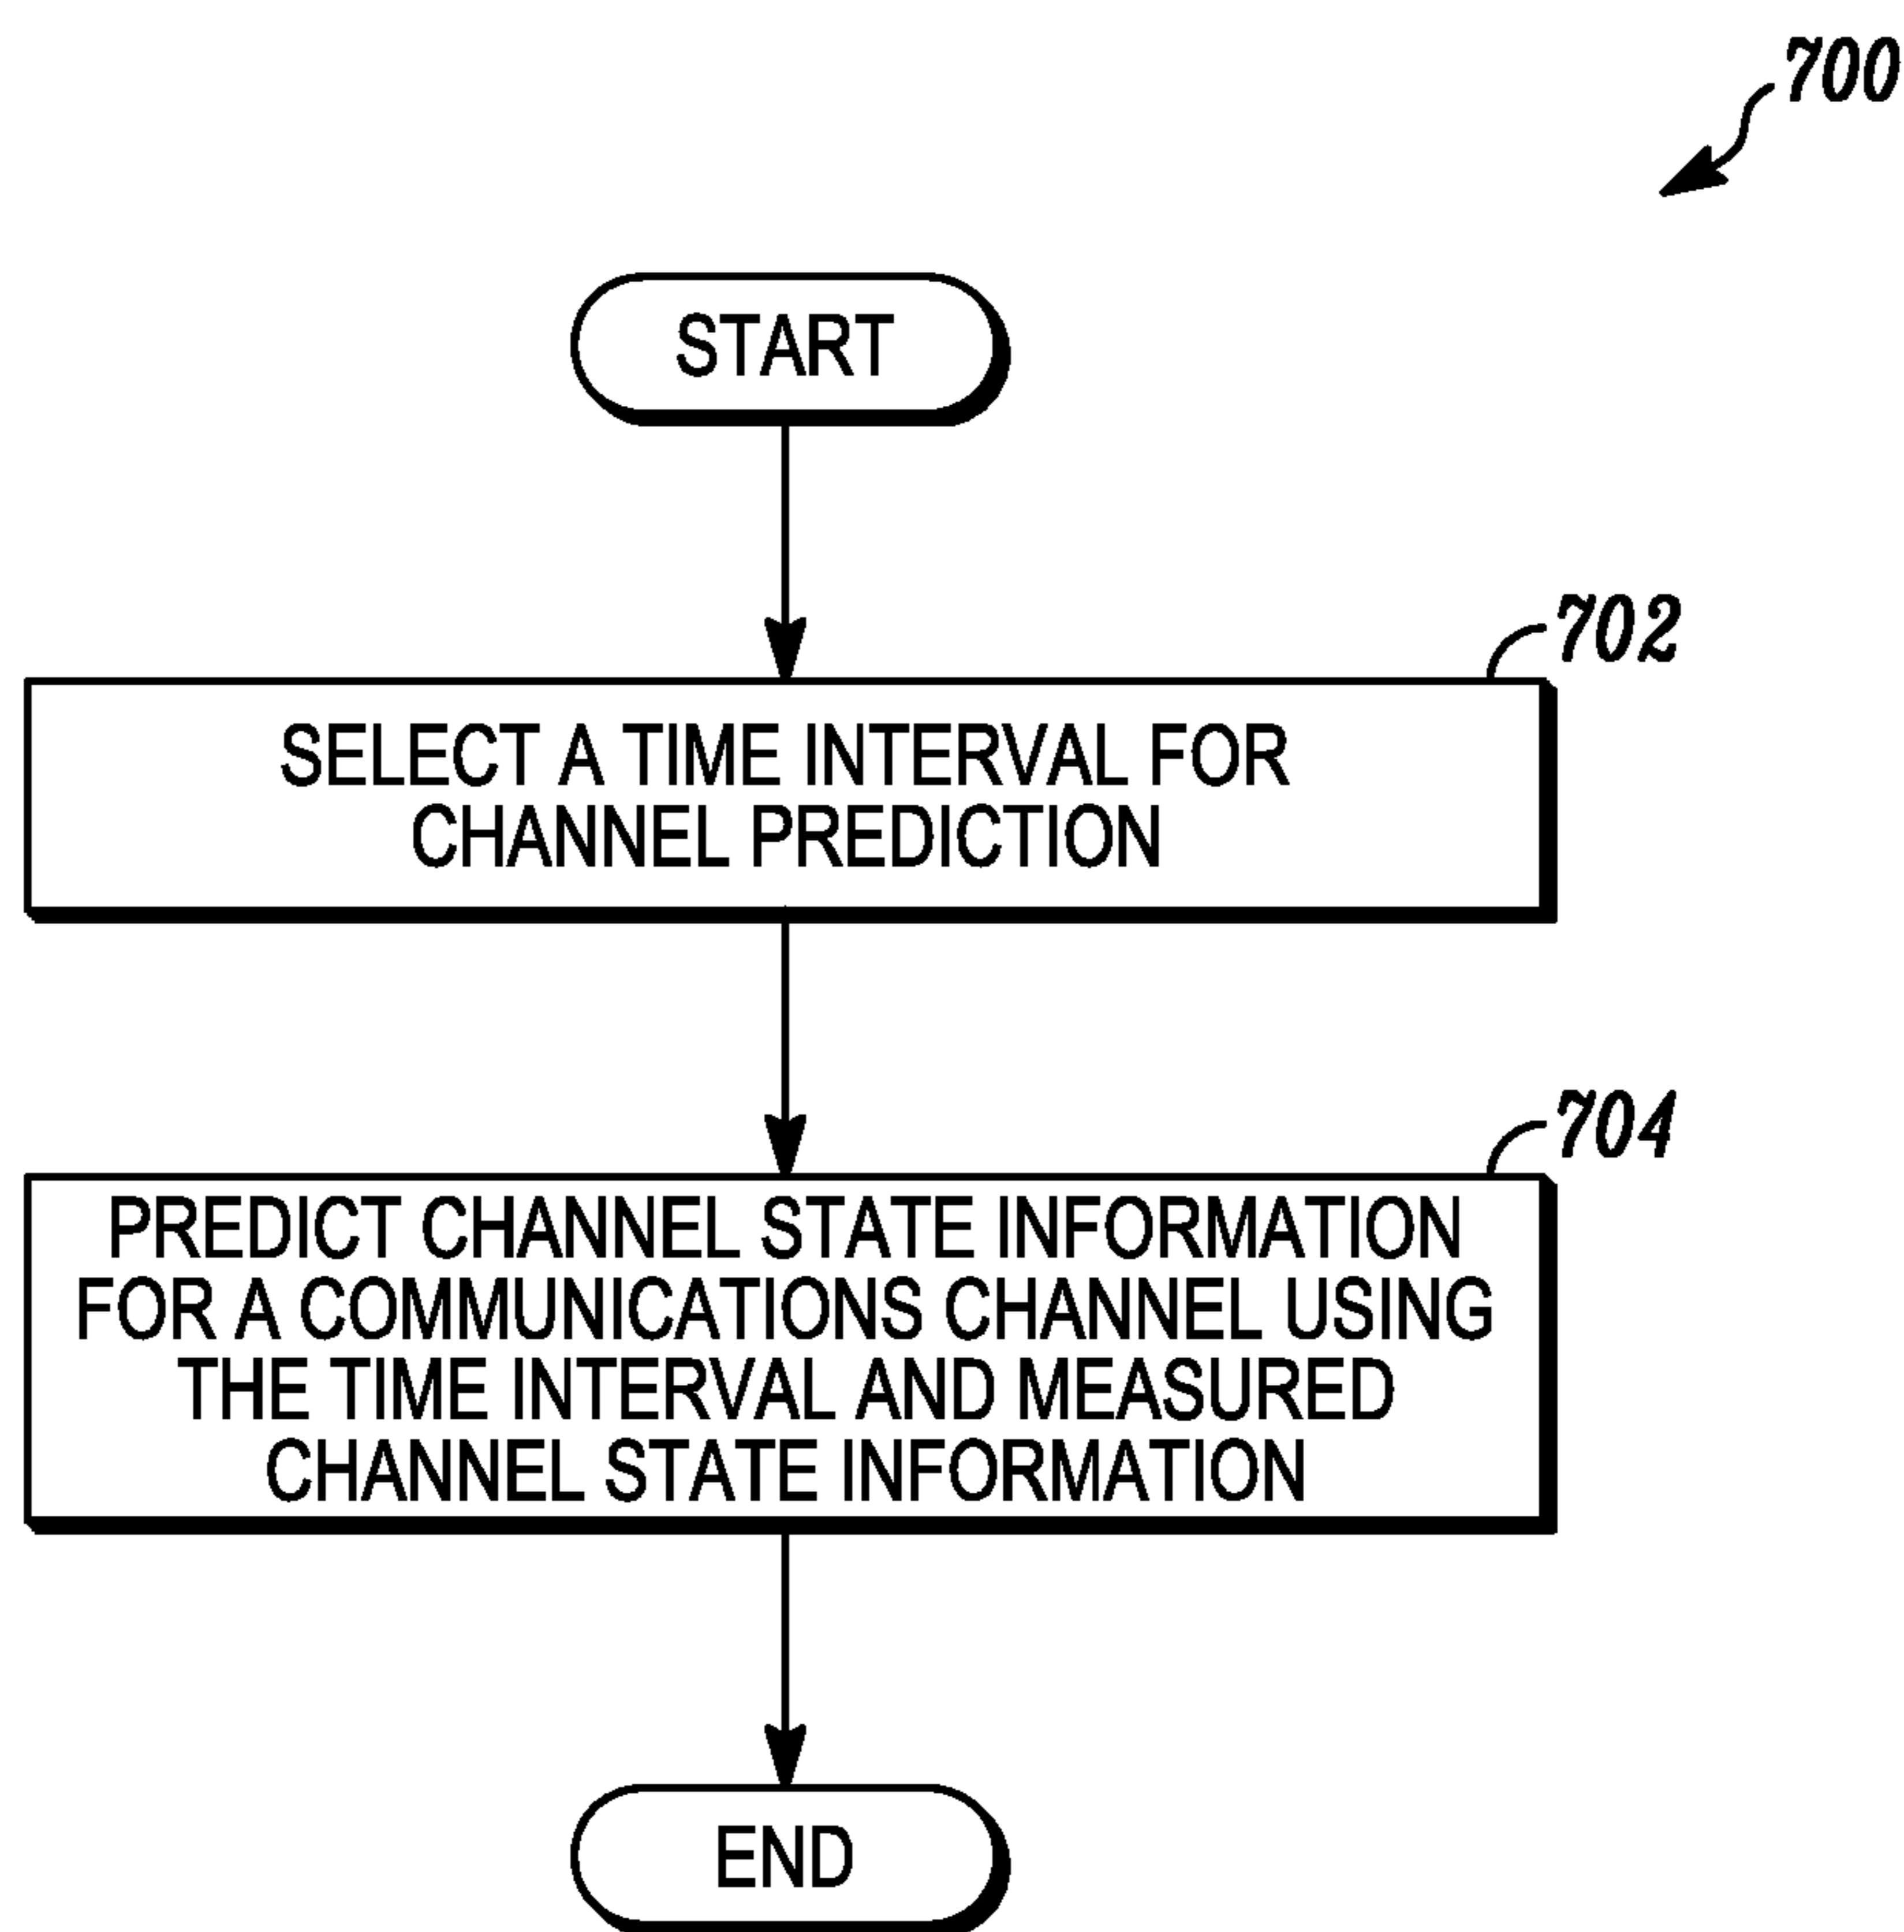 700
START
702
SELECT A TIME INTERVAL FOR
CHANNEL PREDICTION
704
PREDICT CHANNEL STATE INFORMATION
FOR A COMMUNICATIONS CHANNEL USING
THE TIME INTERVAL AND MEASURED
CHANNEL STATE INFORMATION
END